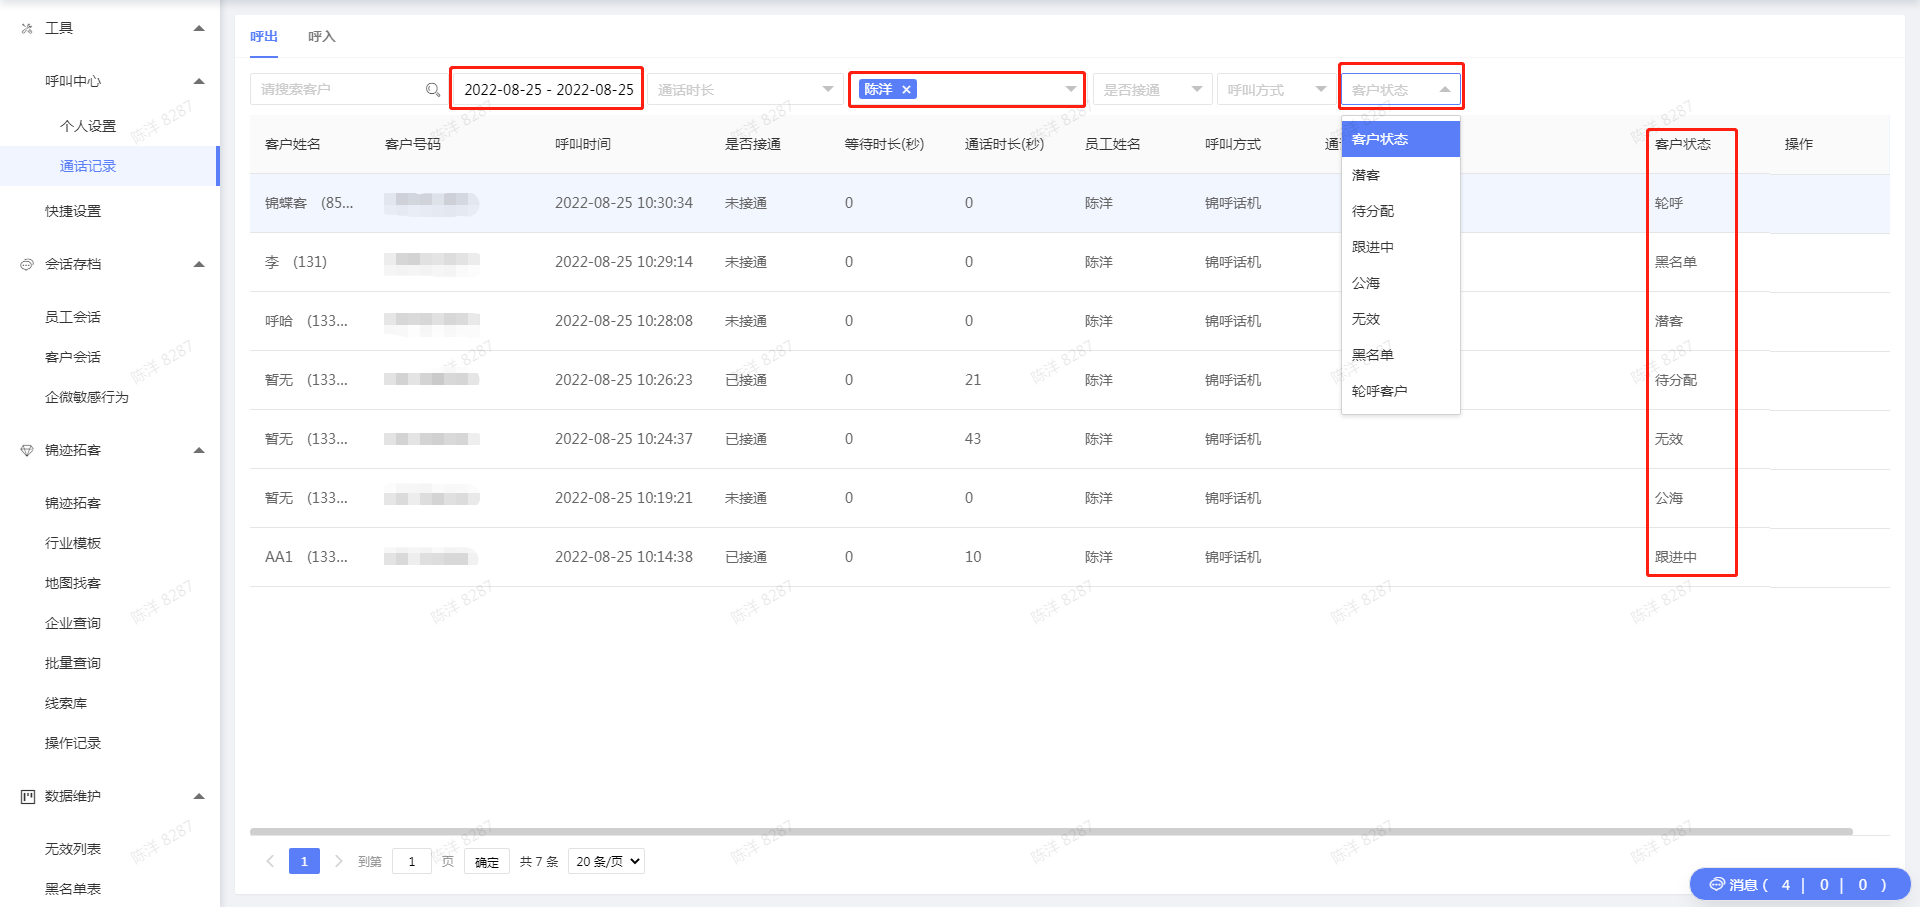 工具
呼叫中心
个人设置
通话记录
快捷设置
会话存档
员工会话
客户会话
企微敏感行为
锦迹拓客
锦迹拓客
行业模板
地图找客
企业查询
批量查询
线索库
操作记录
数据维护
无效列表
黑名单表
呼出 呼入
请搜索客户 2022-08-25 - 2022-08-25 通话时长 陈洋 × 是否接通 呼叫方式 客户状态
客户姓名 客户号码 呼叫时间 是否接通 等待时长(秒) 通话时长(秒) 员工姓名 呼叫方式 客户状态 操作
锦蝶客 (85... 2022-08-25 10:30:34 未接通 0 0 陈洋 锦呼话机 轮呼
李 (131) 2022-08-25 10:29:14 未接通 0 0 陈洋 锦呼话机 黑名单
呼哈 (133... 2022-08-25 10:28:08 未接通 0 0 陈洋 锦呼话机 潜客
暂无 (133... 2022-08-25 10:26:23 已接通 0 21 陈洋 锦呼话机 待分配
暂无 (133... 2022-08-25 10:24:37 已接通 0 43 陈洋 锦呼话机 无效
暂无 (133... 2022-08-25 10:19:21 未接通 0 0 陈洋 锦呼话机 公海
AA1 (133... 2022-08-25 10:14:38 已接通 0 10 陈洋 锦呼话机 跟进中
客户状态
潜客
待分配
跟进中
公海
无效
黑名单
轮呼客户
1 到第 1 页 确定 共 7 条 20 条/页
消息 ( 4 | 0 | 0 )
陈洋 8287